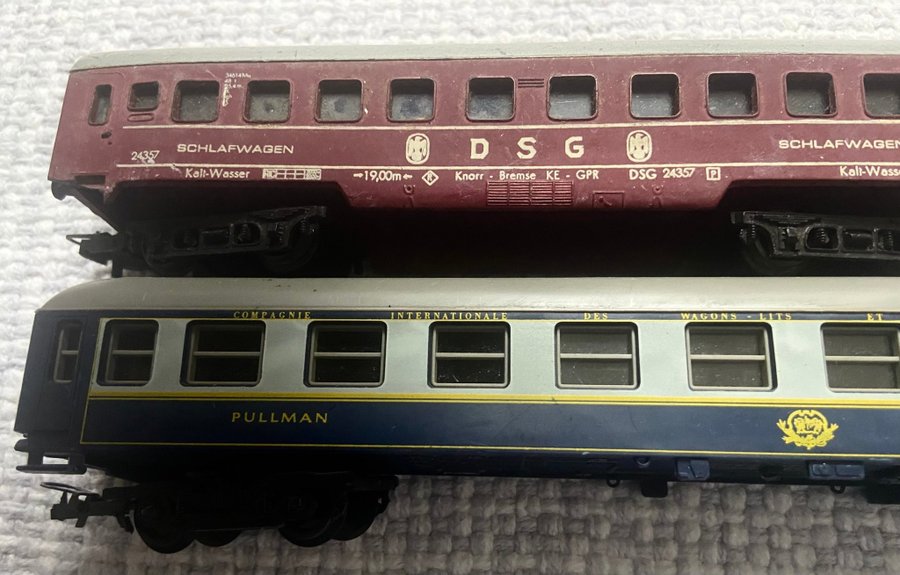 SCHLAFWAGEN D S G SCHLAFWAGEN
24357
Kalt-Wasser →19,00m← R Knorr - Bremse KE - GPR DSG 24357 P Kalt-Wasse
COMPAGNIE INTERNATIONALE DES WAGONS - LITS ET
PULLMAN